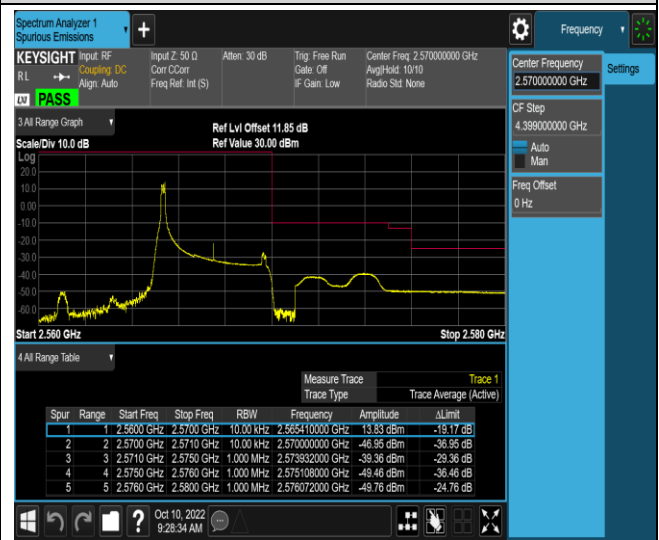 Spectrum Analyzer 1
Spurious Emissions
Frequency
KEYSIGHT Input: RF Input Z: 50 Ω Atten: 30 dB Trig: Free Run Center Freq: 2.570000000 GHz
RL Coupling: DC Corr CCorr Gate: Off Avg|Hold: 10/10
Align: Auto Freq Ref: Int (S) IF Gain: Low Radio Std: None
LXI PASS
Center Frequency
2.570000000 GHz
Settings
CF Step
4.399000000 GHz
Auto
Man
Freq Offset
0 Hz
3 All Range Graph
Ref Lvl Offset 11.85 dB
Scale/Div 10.0 dB Ref Value 30.00 dBm
Log
20.0
10.0
0.00
-10.0
-20.0
-30.0
-40.0
-50.0
-60.0
Start 2.560 GHz Stop 2.580 GHz
4 All Range Table
Measure Trace Trace 1
Trace Type Trace Average (Active)
Spur Range Start Freq Stop Freq RBW Frequency Amplitude ΔLimit
1 1 2.5600 GHz 2.5700 GHz 10.00 kHz 2.565410000 GHz 13.83 dBm -19.17 dB
2 2 2.5700 GHz 2.5710 GHz 10.00 kHz 2.570000000 GHz -46.95 dBm -36.95 dB
3 3 2.5710 GHz 2.5750 GHz 1.000 MHz 2.573932000 GHz -39.36 dBm -29.36 dB
4 4 2.5750 GHz 2.5760 GHz 1.000 MHz 2.575108000 GHz -49.46 dBm -36.46 dB
5 5 2.5760 GHz 2.5800 GHz 1.000 MHz 2.576072000 GHz -49.76 dBm -24.76 dB
Oct 10, 2022
9:28:34 AM